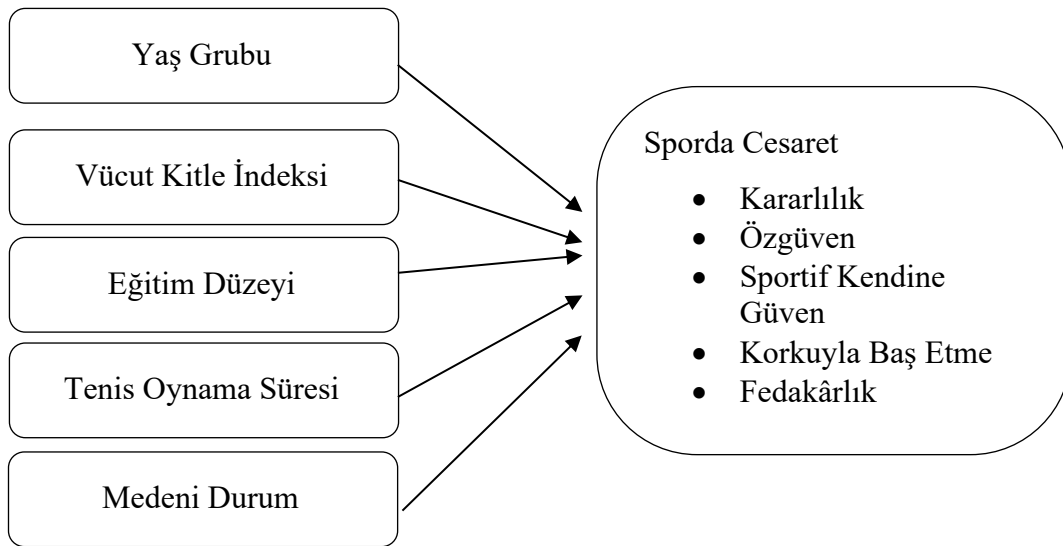 Yaş Grubu
Vücut Kitle İndeksi
Eğitim Düzeyi
Tenis Oynama Süresi
Medeni Durum
Sporda Cesaret
• Kararlılık
• Özgüven
• Sportif Kendine
Güven
• Korkuyla Baş Etme
• Fedakârlık